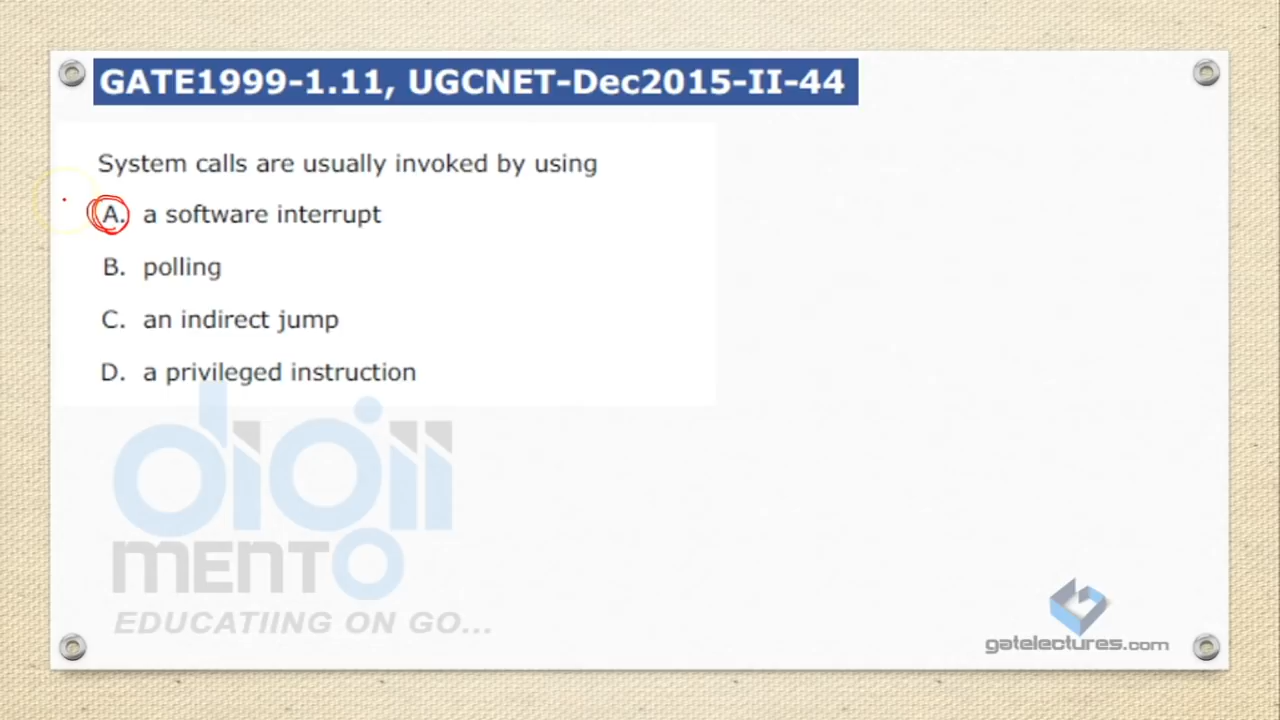 GATE1999-1.11, UGCNET-Dec2015-II-44
System calls are usually invoked by using
A. a software interrupt
B. polling
C. an indirect jump
D. a privileged instruction
digii
MENTO
EDUCATIING ON GO...
gatelectures.com